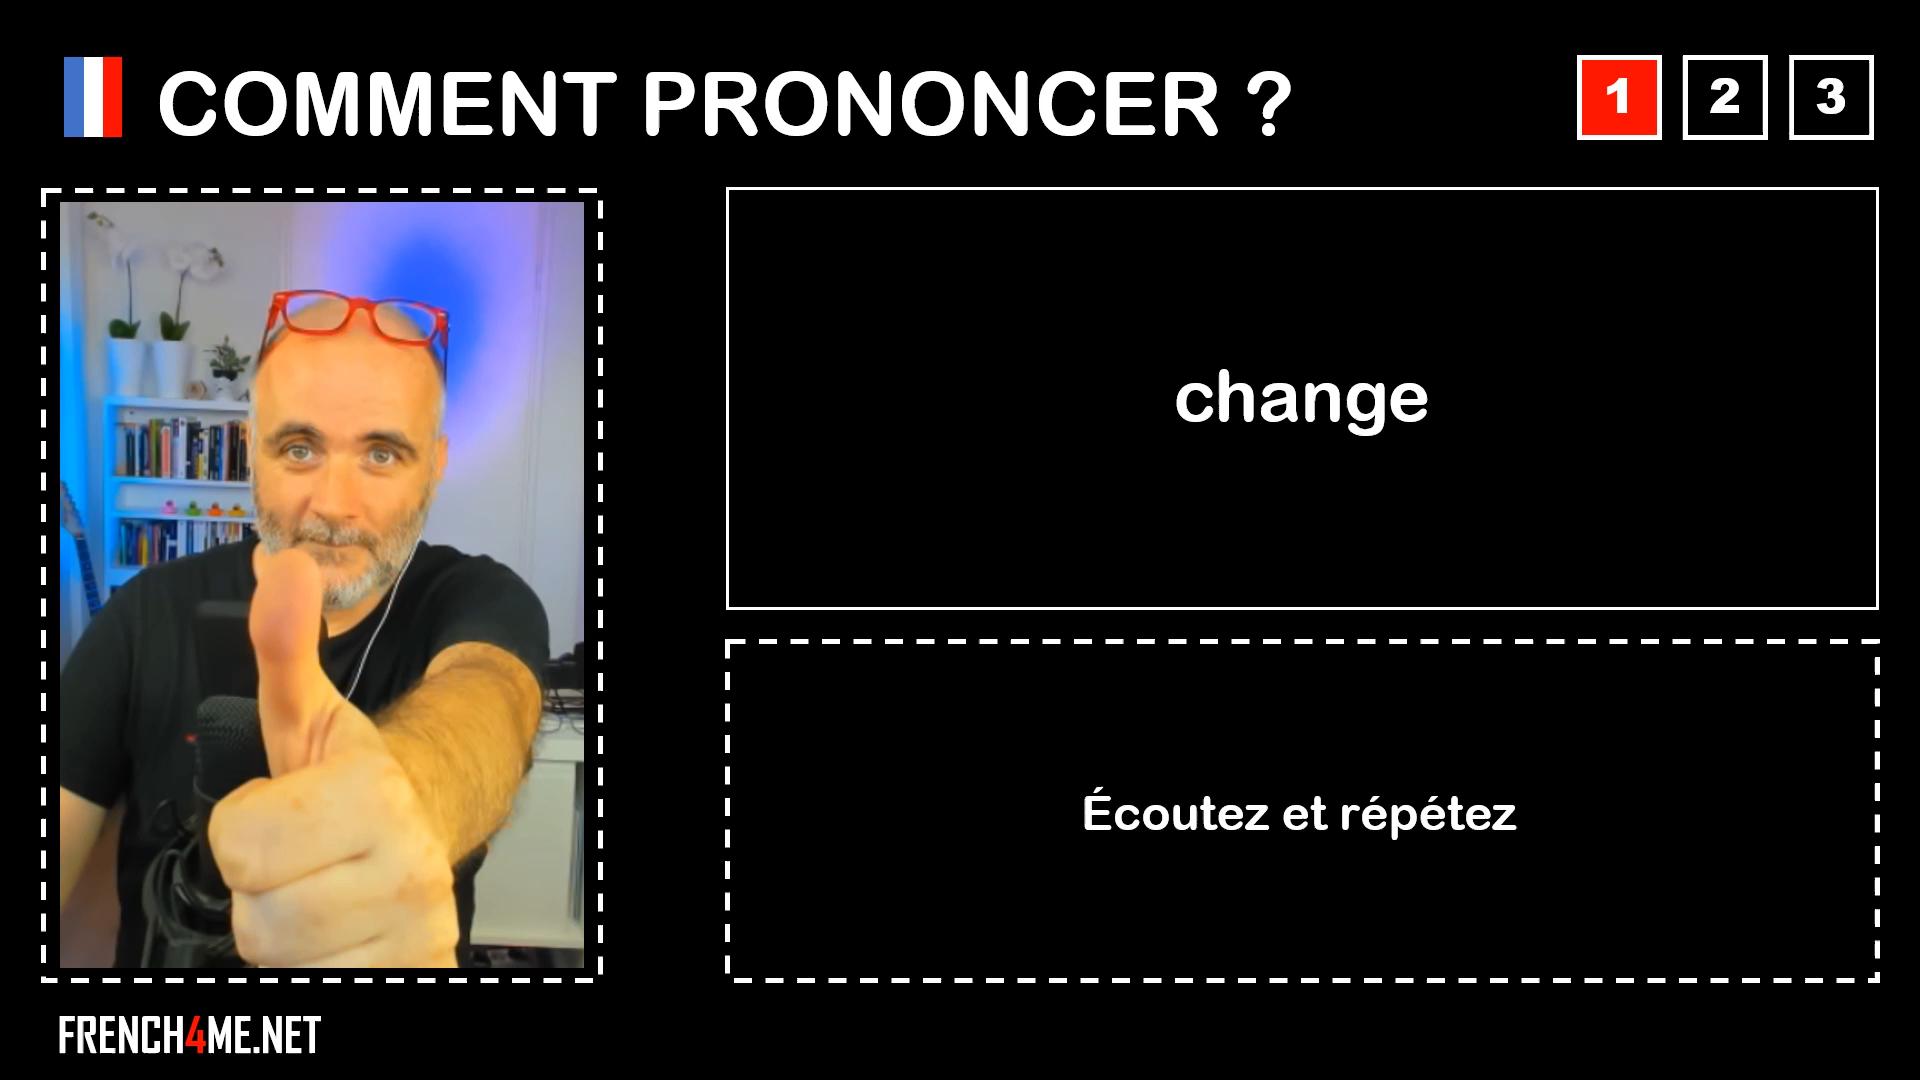 COMMENT PRONONCER ?
1 2 3
change
Écoutez et répétez
FRENCH4ME.NET